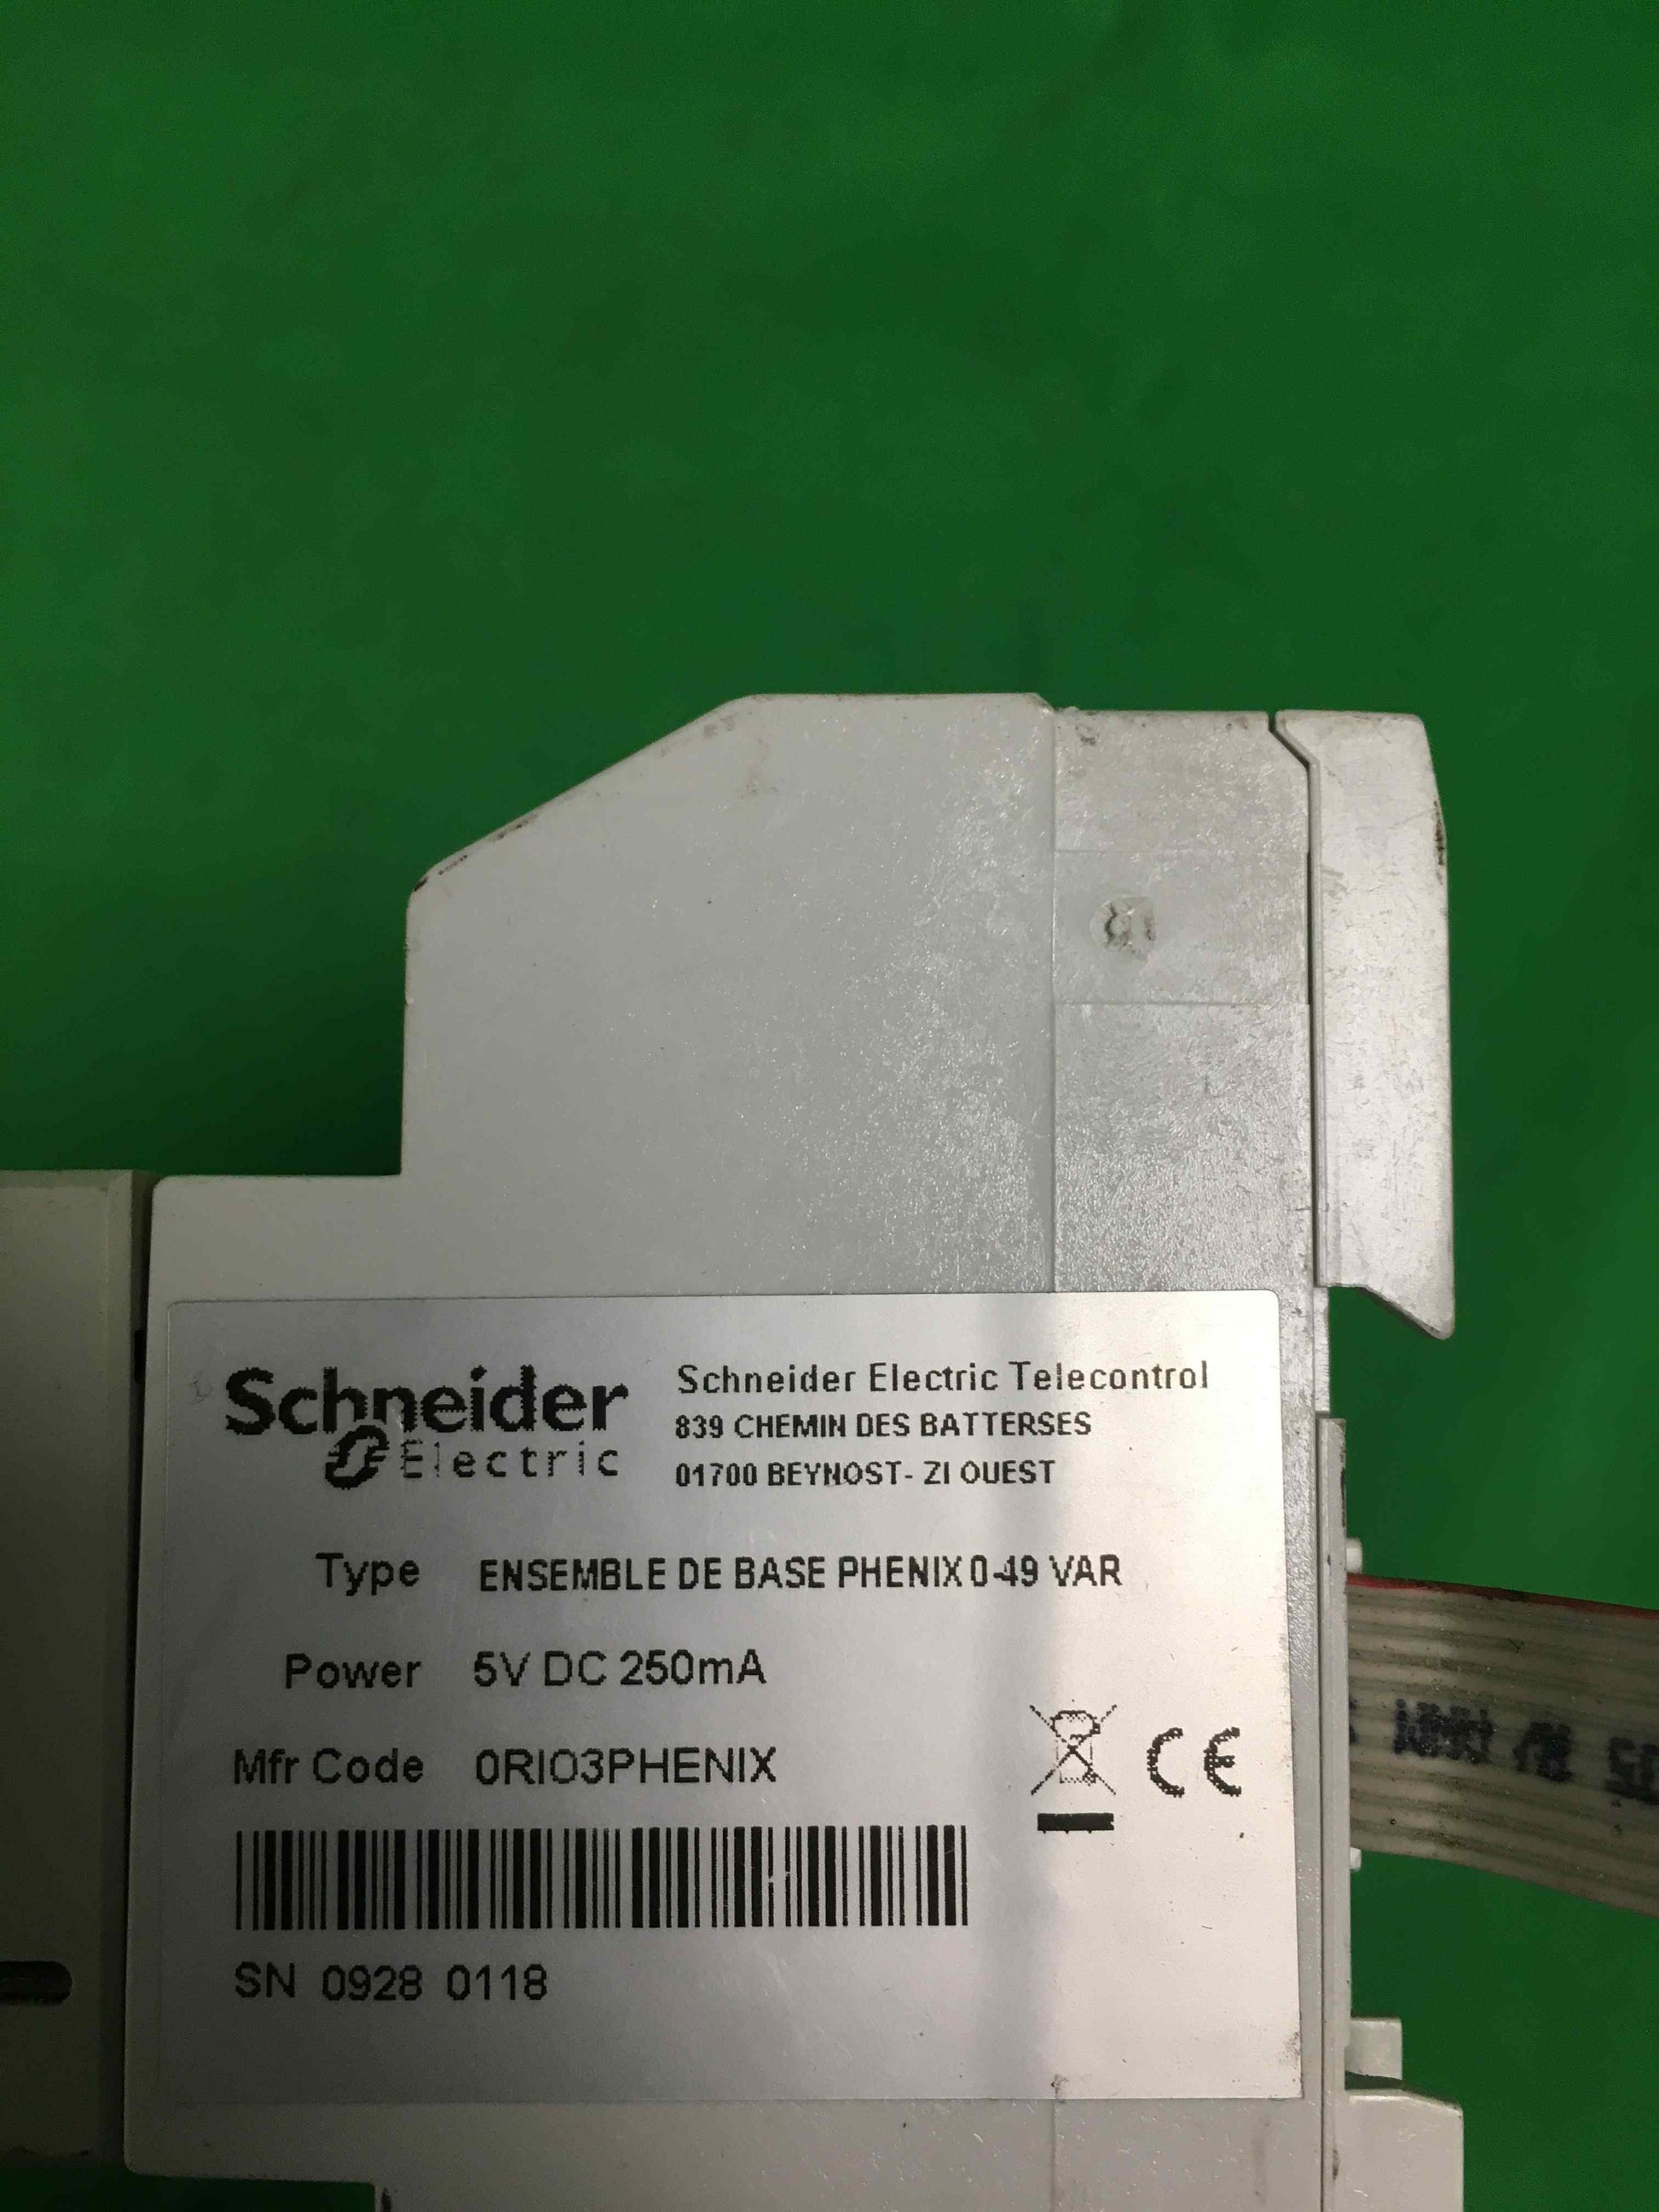 Schneider
Electric
Schneider Electric Telecontrol
839 CHEMIN DES BATTERSES
01700 BEYNOST- ZI OUEST
Type ENSEMBLE DE BASE PHENIX 0-49 VAR
Power 5V DC 250mA
Mfr Code 0RIO3PHENIX
CE
SN 0928 0118